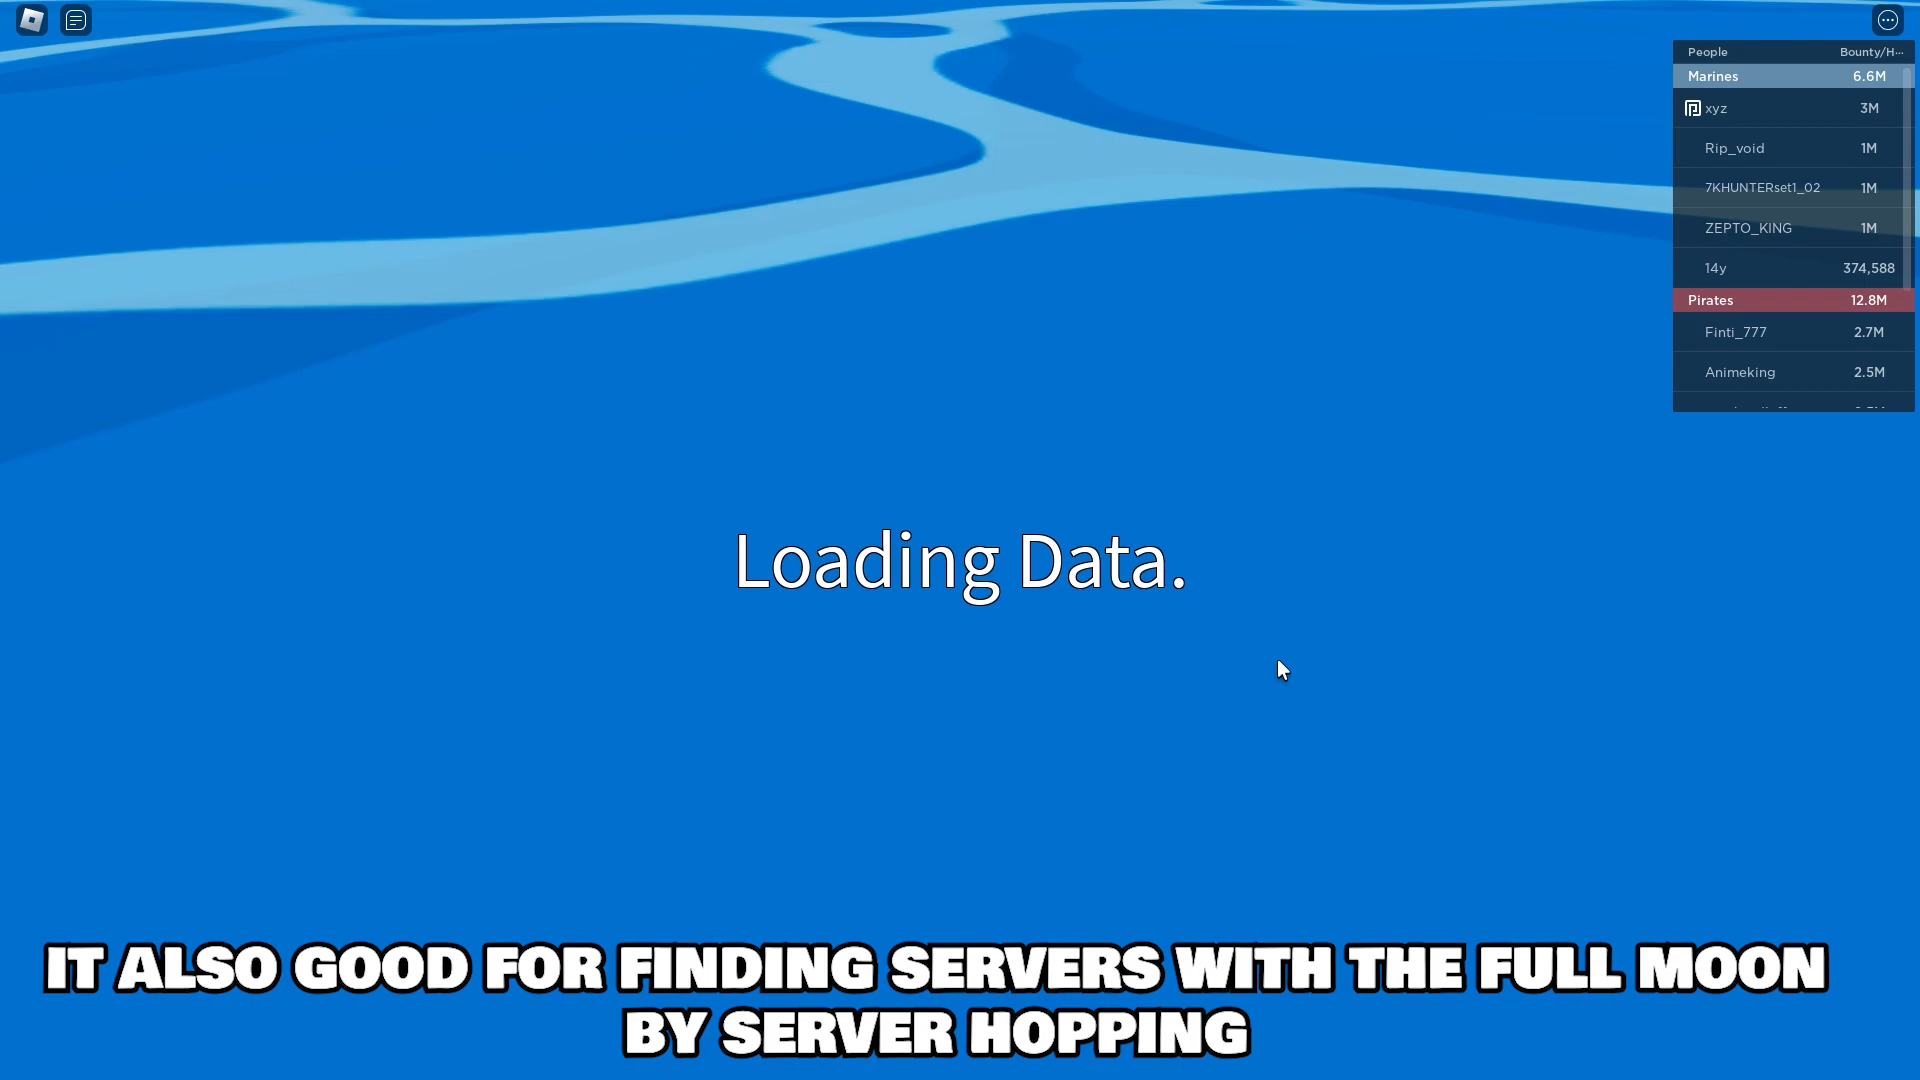 People Bounty/H...
Marines 6.6M
xyz 3M
Rip_void 1M
7KHUNTERset1_02 1M
ZEPTO_KING 1M
14y 374,588
Pirates 12.8M
Finti_777 2.7M
Animeking 2.5M
Loading Data.
IT ALSO GOOD FOR FINDING SERVERS WITH THE FULL MOON
BY SERVER HOPPING